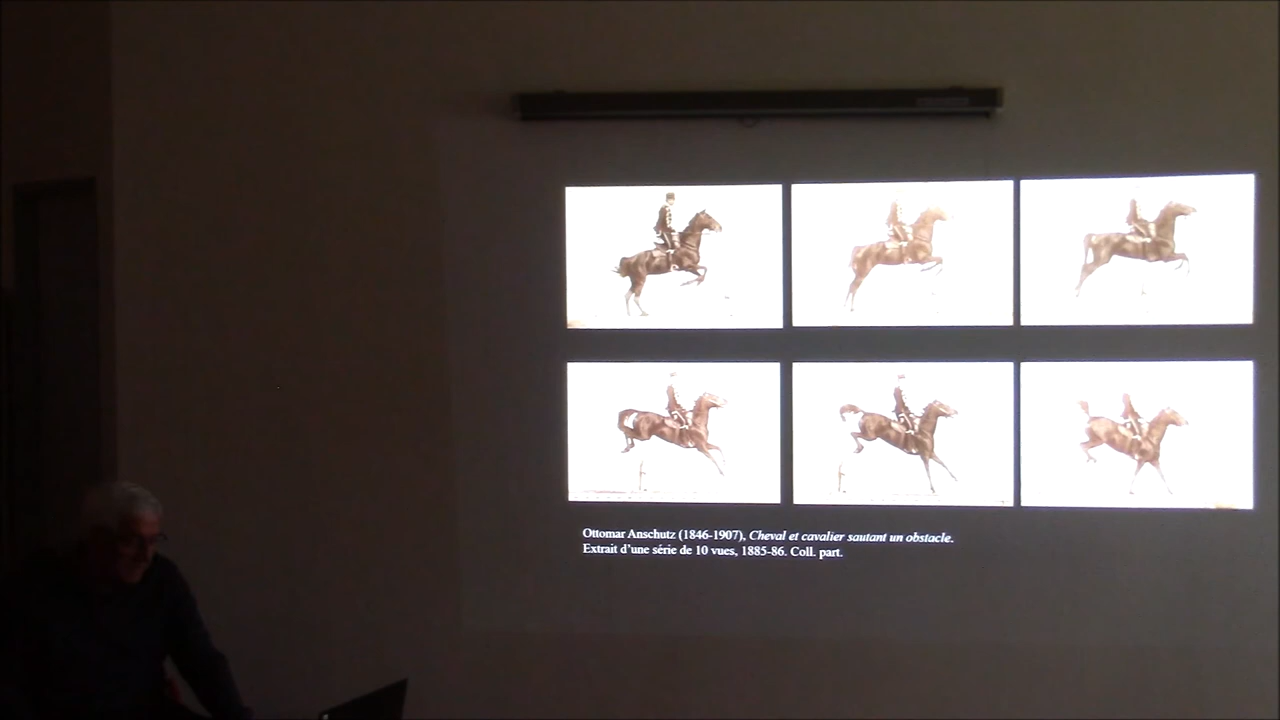 Ottomar Anschutz (1846-1907), Cheval et cavalier sautant un obstacle.
Extrait d'une série de 10 vues, 1885-86. Coll. part.